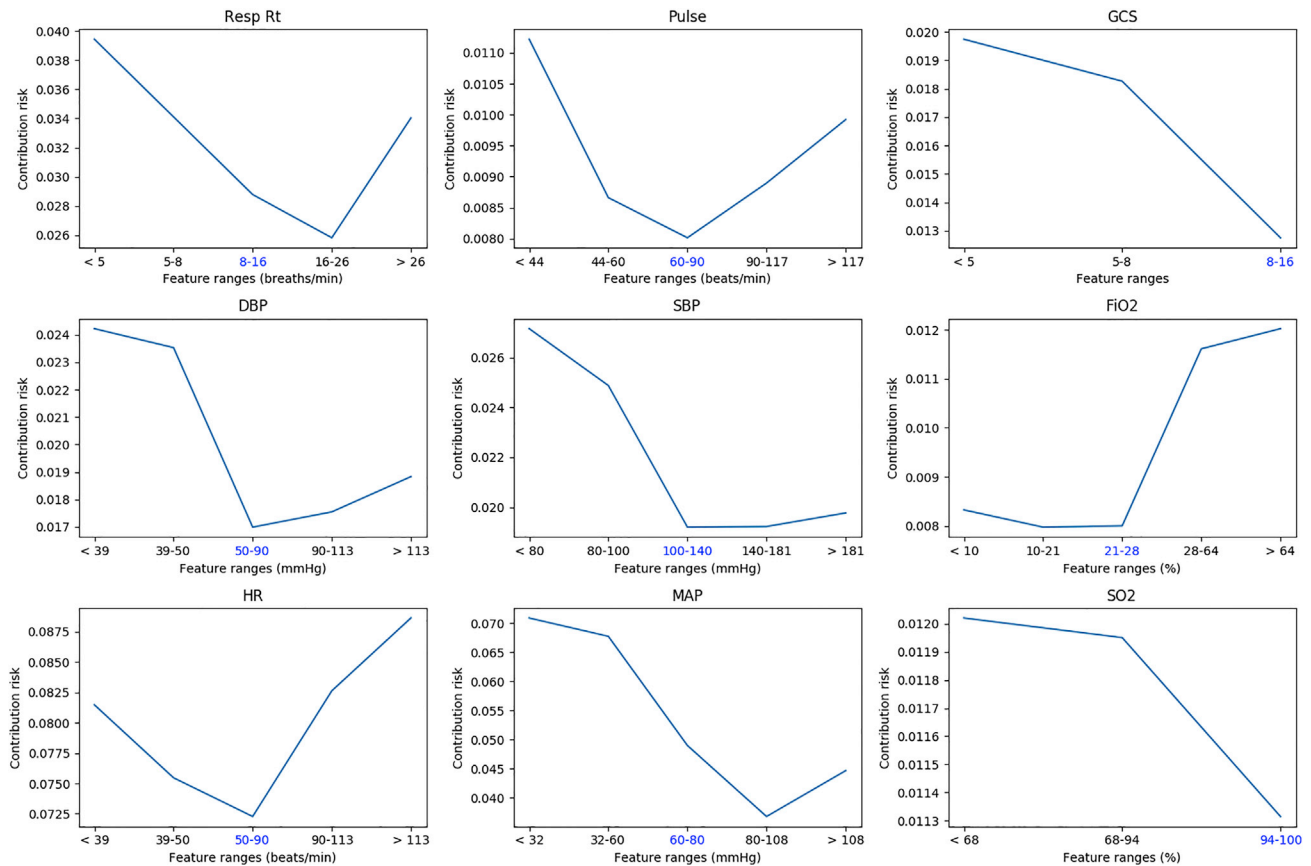 Resp Rt
Contribution risk
0.040
0.038
0.036
0.034
0.032
0.030
0.028
0.026
< 5 5-8 8-16 16-26 > 26
Feature ranges (breaths/min)
Pulse
Contribution risk
0.0110
0.0105
0.0100
0.0095
0.0090
0.0085
0.0080
< 44 44-60 60-90 90-117 > 117
Feature ranges (beats/min)
GCS
Contribution risk
0.020
0.019
0.018
0.016
0.015
0.014
0.013
< 5 5-8 8-16
Feature ranges
DBP
Contribution risk
0.024
0.023
0.022
0.021
0.020
0.019
0.018
0.017
< 39 39-50 50-90 90-113 > 113
Feature ranges (mmHg)
SBP
Contribution risk
0.026
0.024
0.022
0.020
< 80 80-100 100-140 140-181 > 181
Feature ranges (mmHg)
FiO2
Contribution risk
0.012
0.011
0.010
0.009
0.008
< 10 10-21 21-28 28-64 > 64
Feature ranges (%)
HR
Contribution risk
0.0875
0.0850
0.0825
0.0800
0.0775
0.0750
0.0725
< 39 39-50 50-90 90-113 > 113
Feature ranges (beats/min)
MAP
Contribution risk
0.070
0.065
0.060
0.055
0.050
0.045
0.040
< 32 32-60 60-80 80-108 > 108
Feature ranges (mmHg)
SO2
Contribution risk
0.0120
0.0119
0.0118
0.0117
0.0116
0.0115
0.0114
0.0113
< 68 68-94 94-100
Feature ranges (%)